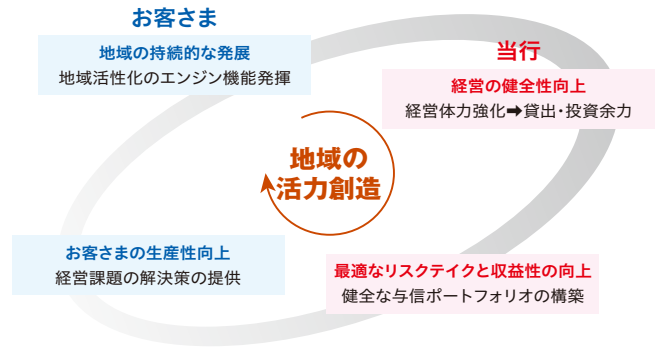 お客さま
地域の持続的な発展
地域活性化のエンジン機能発揮
当行
経営の健全性向上
経営体力強化➡貸出・投資余力
地域の
活力創造
お客さまの生産性向上
経営課題の解決策の提供
最適なリスクテイクと収益性の向上
健全な与信ポートフォリオの構築